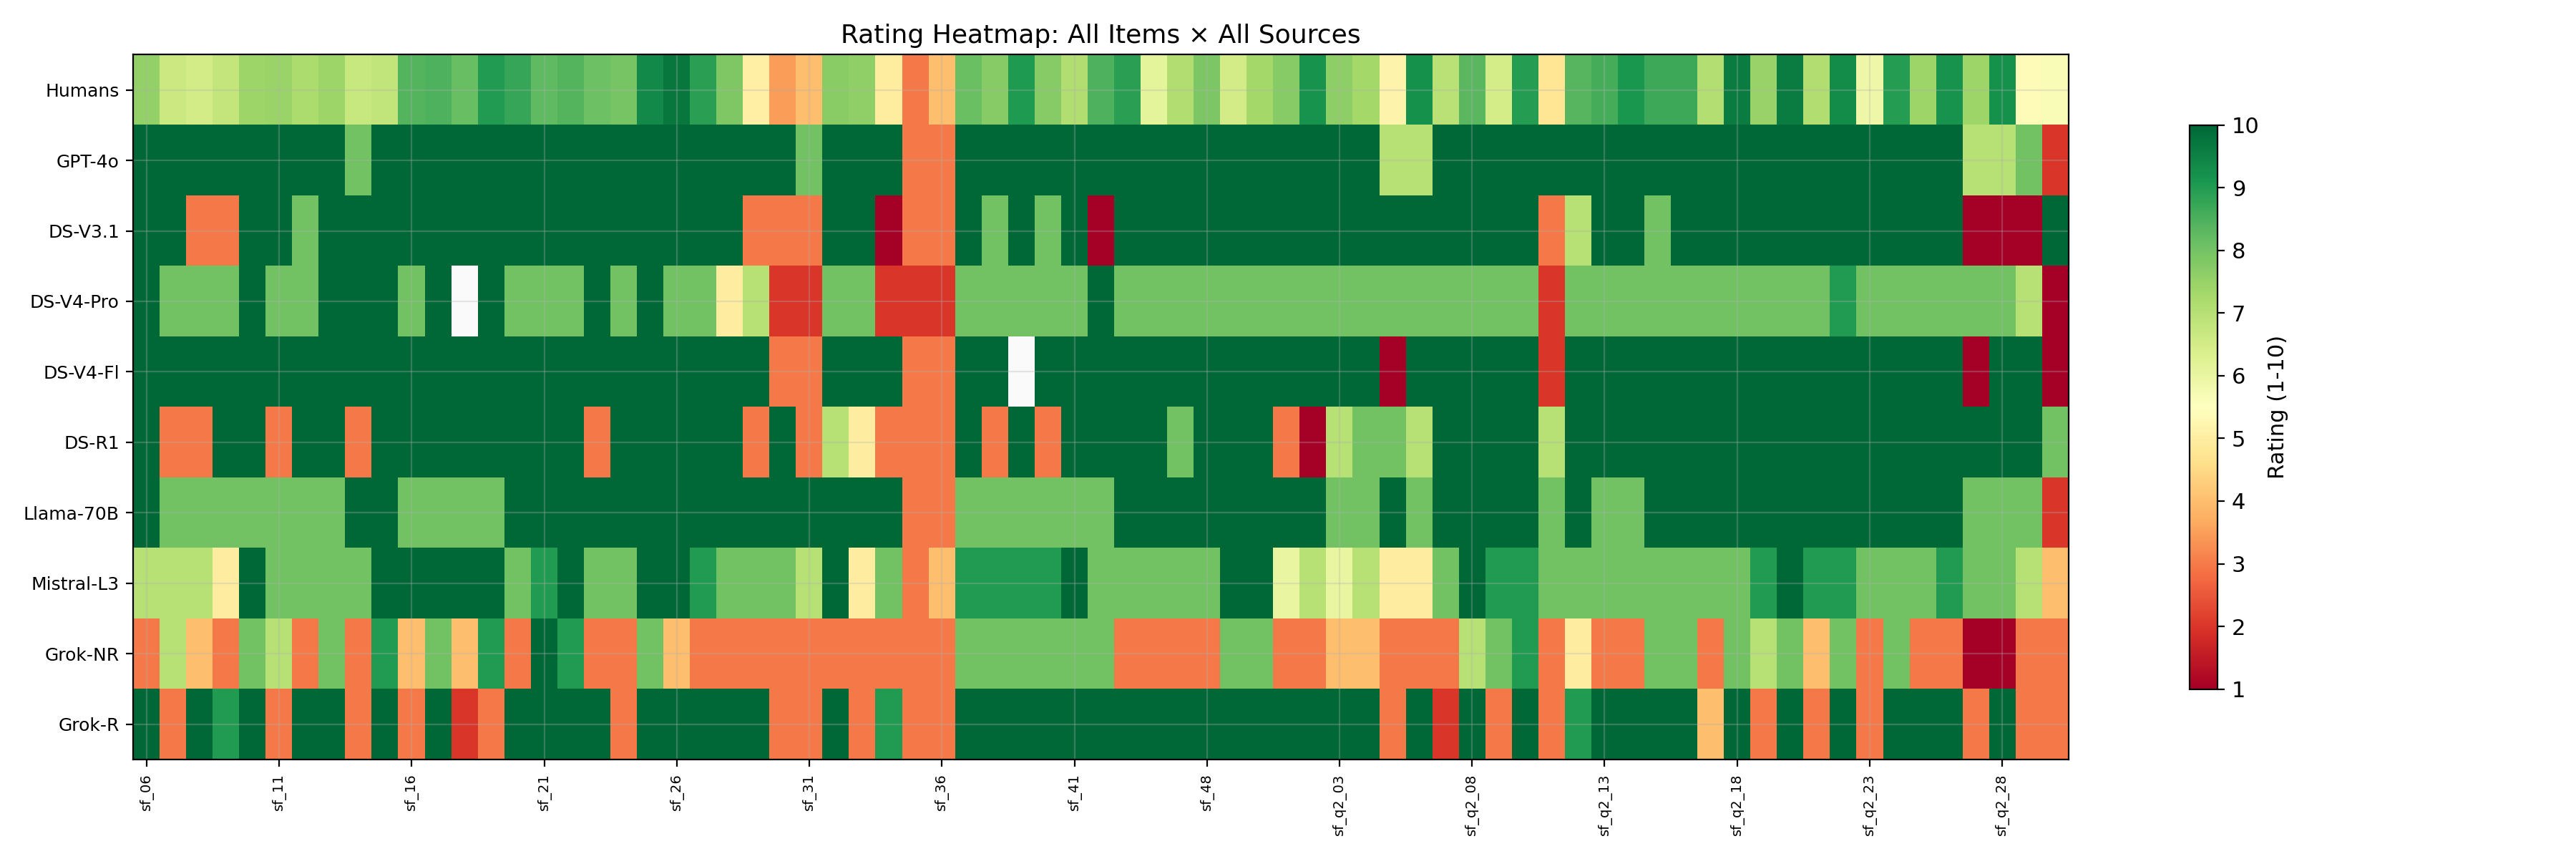 Rating Heatmap: All Items × All Sources
Humans
GPT-4o
DS-V3.1
DS-V4-Pro
DS-V4-Fl
DS-R1
Llama-70B
Mistral-L3
Grok-NR
Grok-R
sf_06
sf_11
sf_16
sf_21
sf_26
sf_31
sf_36
sf_41
sf_48
sf_q2_03
sf_q2_08
sf_q2_13
sf_q2_18
sf_q2_23
sf_q2_28
10
9
8
7
6
5
4
3
2
1
Rating (1-10)